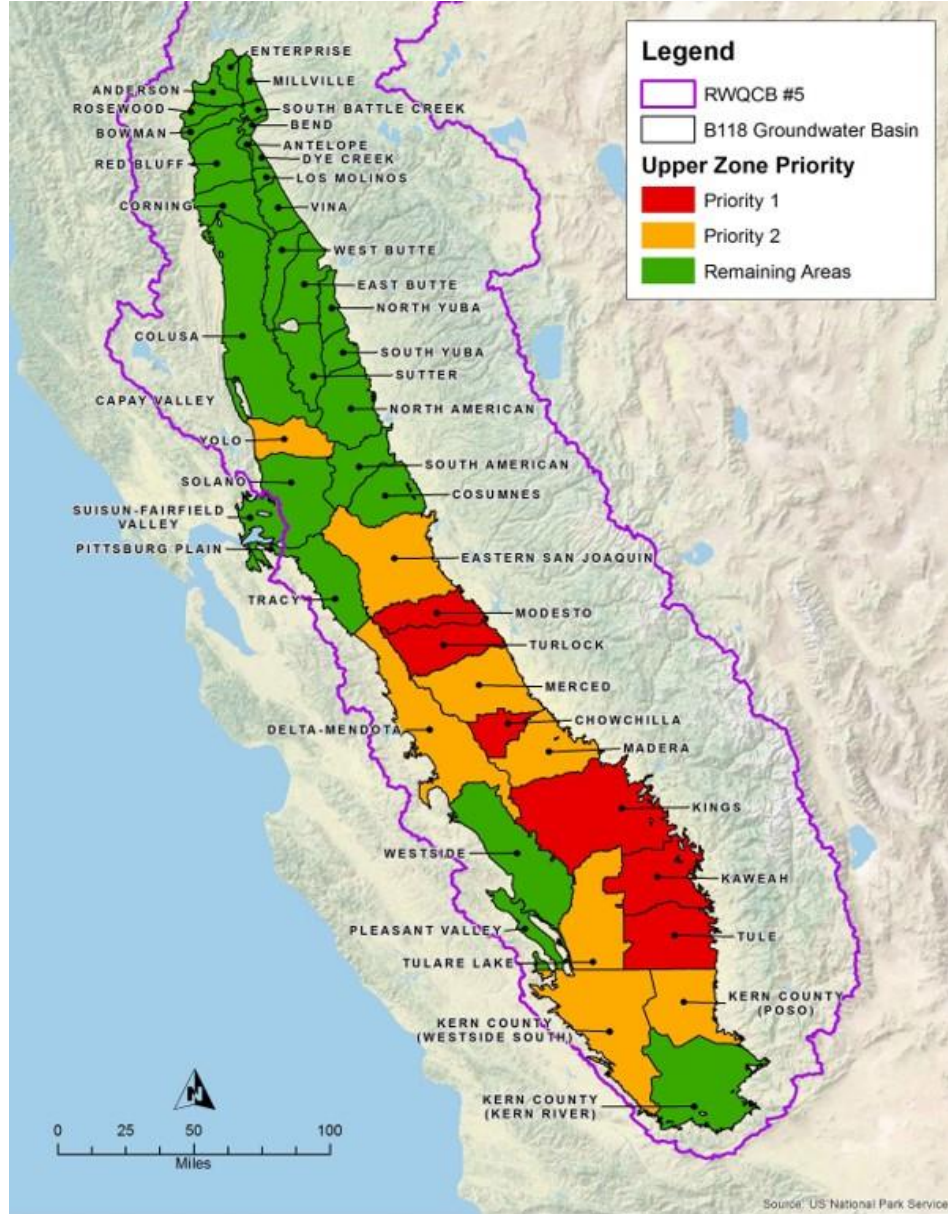 Legend
RWQCB #5
B118 Groundwater Basin
Upper Zone Priority
Priority 1
Priority 2
Remaining Areas
ENTERPRISE
MILLVILLE
ANDERSON
ROSEWOOD
SOUTH BATTLE CREEK
BEND
BOWMAN
ANTELOPE
DYE CREEK
RED BLUFF
LOS MOLINOS
CORNING
VINA
WEST BUTTE
EAST BUTTE
NORTH YUBA
COLUSA
SOUTH YUBA
SUTTER
CAPAY VALLEY
NORTH AMERICAN
YOLO
SOUTH AMERICAN
SOLANO
COSUMNES
SUISUN-FAIRFIELD
VALLEY
PITTSBURG PLAIN
EASTERN SAN JOAQUIN
TRACY
MODESTO
TURLOCK
MERCED
CHOWCHILLA
DELTA-MENDOTA
MADERA
KINGS
WESTSIDE
KAWEAH
PLEASANT VALLEY
TULE
TULARE LAKE
KERN COUNTY
(POSO)
KERN COUNTY
(WESTSIDE SOUTH)
KERN COUNTY
(KERN RIVER)
N
0 25 50 100
Miles
Source: US National Park Service